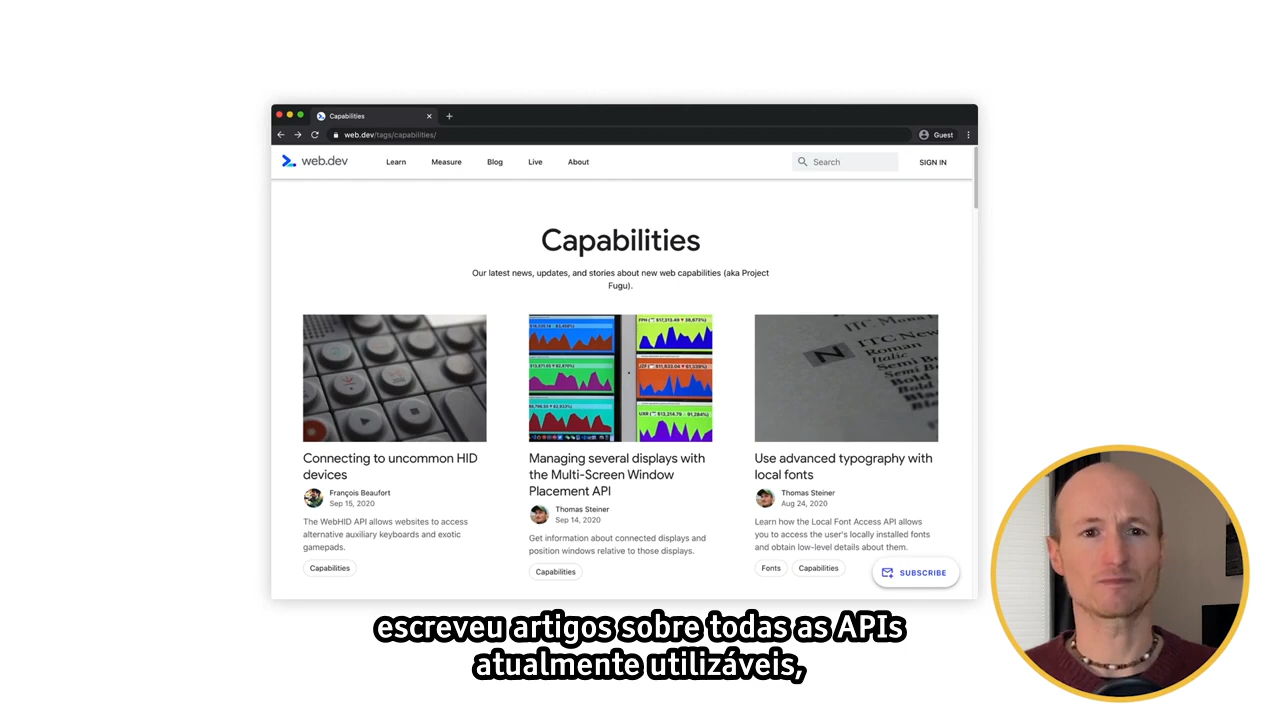 Capabilities
web.dev/tags/capabilities/
Guest
web.dev Learn Measure Blog Live About Search SIGN IN
Capabilities
Our latest news, updates, and stories about new web capabilities (aka Project
Fugu).
Connecting to uncommon HID
devices
François Beaufort
Sep 15, 2020
The WebHID API allows websites to access
alternative auxiliary keyboards and exotic
gamepads.
Capabilities
Managing several displays with
the Multi-Screen Window
Placement API
Thomas Steiner
Sep 14, 2020
Get information about connected displays and
position windows relative to those displays.
Capabilities
ITC New
Roman
Italic
Bold
N
Use advanced typography with
local fonts
Thomas Steiner
Aug 24, 2020
Learn how the Local Font Access API allows
you to access the user's locally installed fonts
and obtain low-level details about them.
Fonts Capabilities
SUBSCRIBE
escreveu artigos sobre todas as APIs
atualmente utilizáveis,